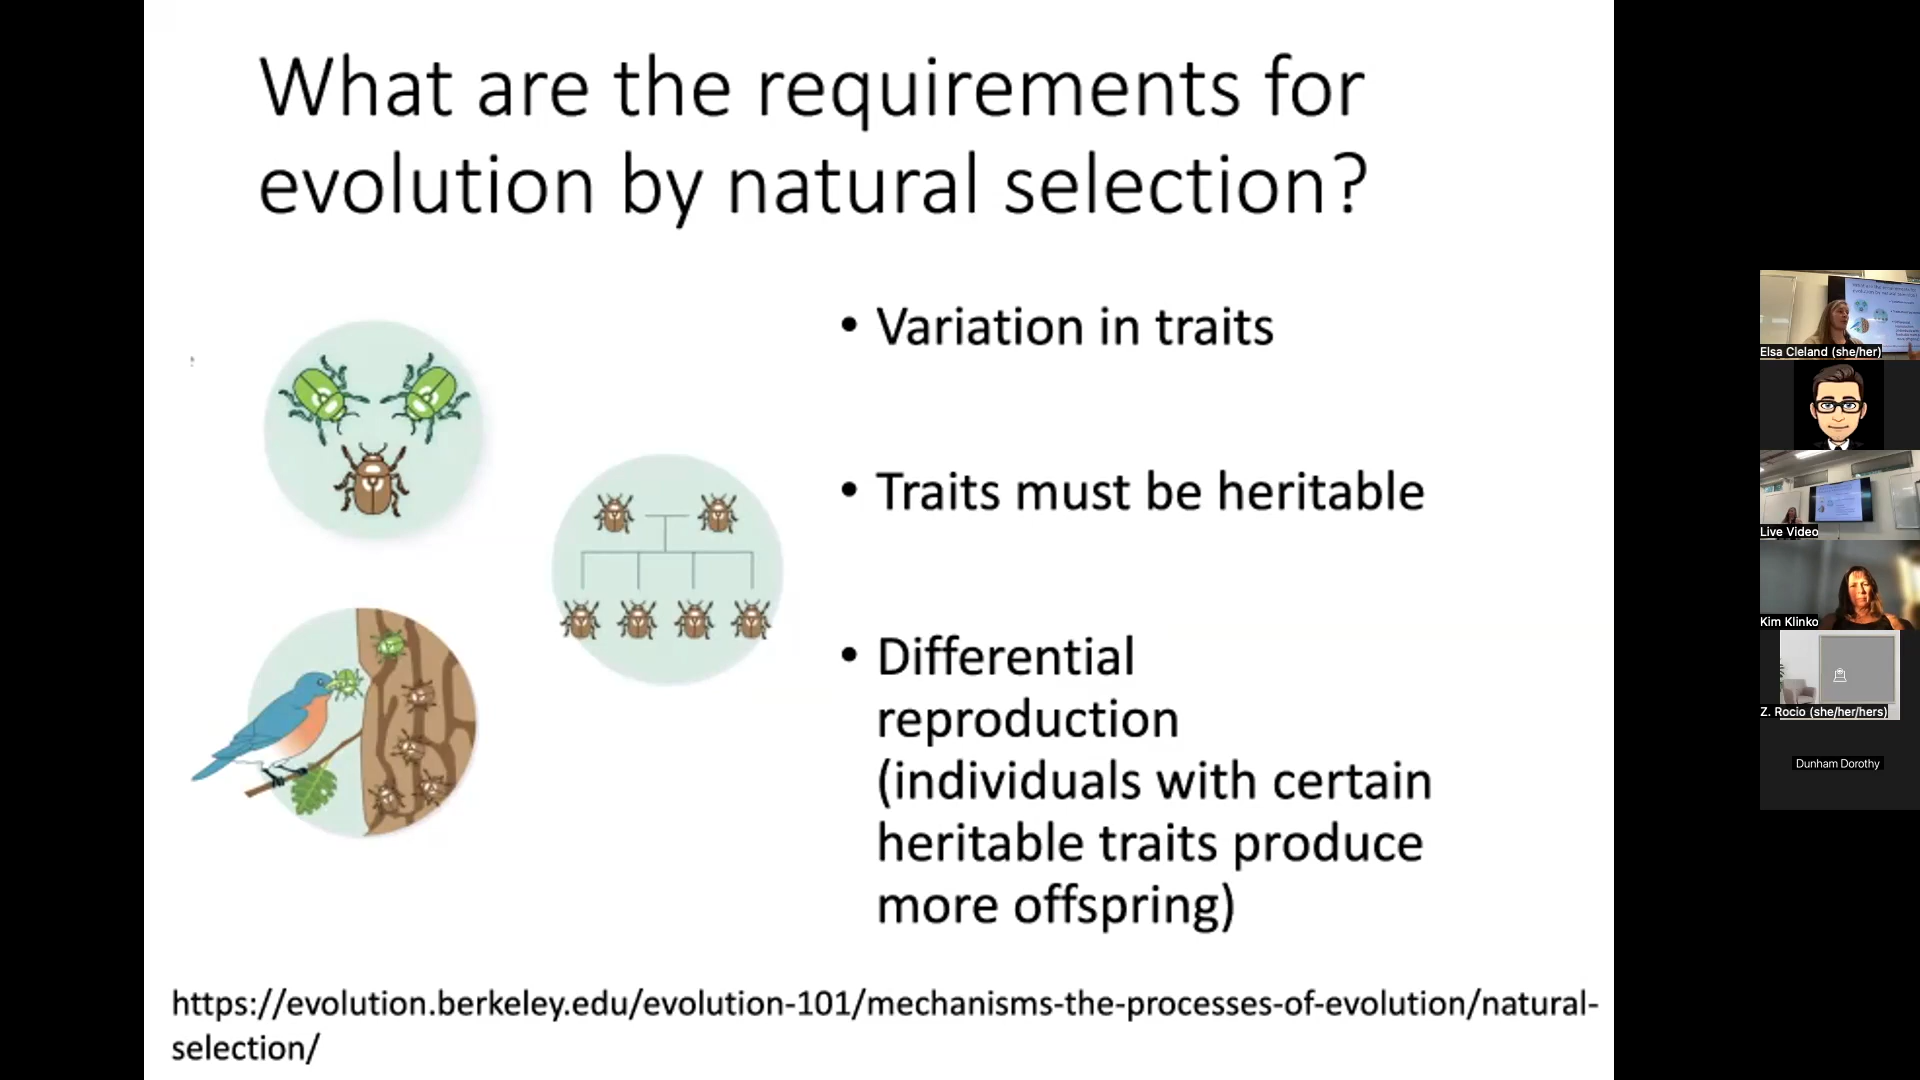 What are the requirements for
evolution by natural selection?
• Variation in traits
• Traits must be heritable
• Differential
reproduction
(individuals with certain
heritable traits produce
more offspring)
https://evolution.berkeley.edu/evolution-101/mechanisms-the-processes-of-evolution/natural-
selection/
Elsa Cleland (she/her)
Live Video
Kim Klinko
Z. Rocio (she/her/hers)
Dunham Dorothy